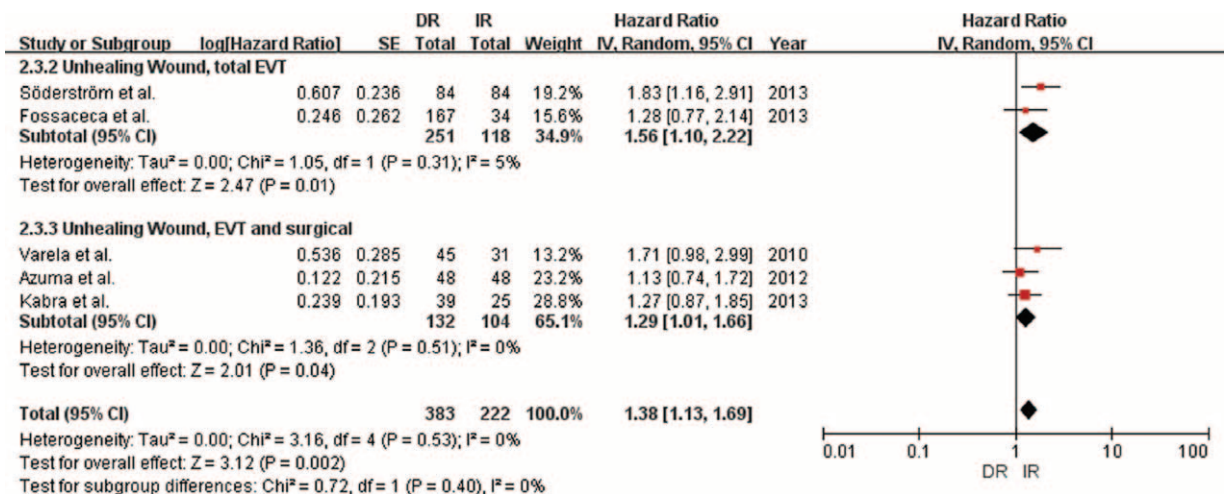 DR IR Hazard Ratio Hazard Ratio
Study or Subgroup log[Hazard Ratio] SE Total Total Weight IV, Random, 95% CI Year IV, Random, 95% CI
2.3.2 Unhealing Wound, total EVT
Söderström et al. 0.607 0.236 84 84 19.2% 1.83 [1.16, 2.91] 2013
Fossaceca et al. 0.246 0.262 167 34 15.6% 1.28 [0.77, 2.14] 2013
Subtotal (95% CI) 251 118 34.9% 1.56 [1.10, 2.22]
Heterogeneity: Tau² = 0.00; Chi² = 1.05, df = 1 (P = 0.31); I² = 5%
Test for overall effect: Z = 2.47 (P = 0.01)
2.3.3 Unhealing Wound, EVT and surgical
Varela et al. 0.536 0.285 45 31 13.2% 1.71 [0.98, 2.99] 2010
Azuma et al. 0.122 0.215 48 48 23.2% 1.13 [0.74, 1.72] 2012
Kabra et al. 0.239 0.193 39 25 28.8% 1.27 [0.87, 1.85] 2013
Subtotal (95% CI) 132 104 65.1% 1.29 [1.01, 1.66]
Heterogeneity: Tau² = 0.00; Chi² = 1.36, df = 2 (P = 0.51); I² = 0%
Test for overall effect: Z = 2.01 (P = 0.04)
Total (95% CI) 383 222 100.0% 1.38 [1.13, 1.69]
Heterogeneity: Tau² = 0.00; Chi² = 3.16, df = 4 (P = 0.53); I² = 0%
Test for overall effect: Z = 3.12 (P = 0.002)
Test for subgroup differences: Chi² = 0.72, df = 1 (P = 0.40), I² = 0%
0.01 0.1 1 10 100
DR IR